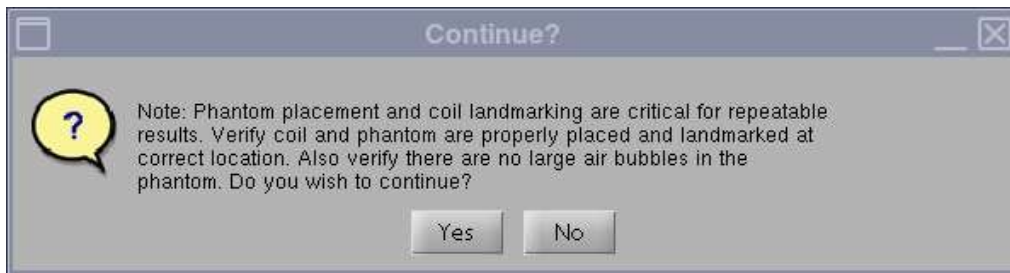 Continue?
?
Note: Phantom placement and coil landmarking are critical for repeatable
results. Verify coil and phantom are properly placed and landmarked at
correct location. Also verify there are no large air bubbles in the
phantom. Do you wish to continue?
Yes No